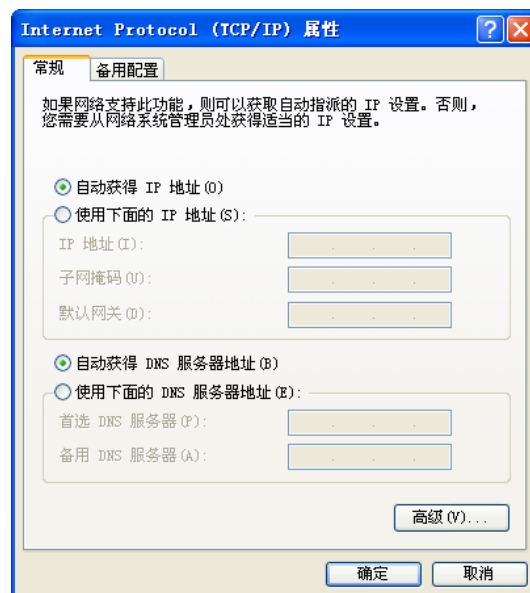 Internet Protocol (TCP/IP) 属性
常规
备用配置
如果网络支持此功能，则可以获取自动指派的 IP 设置。否则，
您需要从网络系统管理员处获得适当的 IP 设置。
自动获得 IP 地址(O)
使用下面的 IP 地址(S):
IP 地址(I):
子网掩码(U):
默认网关(D):
自动获得 DNS 服务器地址(B)
使用下面的 DNS 服务器地址(E):
首选 DNS 服务器(P):
备用 DNS 服务器(A):
高级(V)...
确定
取消